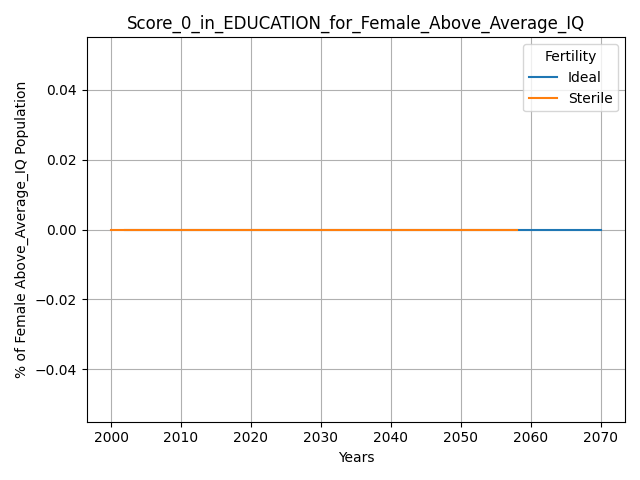 Score_0_in_EDUCATION_for_Female_Above_Average_IQ
Fertility
Ideal
Sterile
% of Female Above_Average_IQ Population
0.04
0.02
0.00
−0.02
−0.04
2000 2010 2020 2030 2040 2050 2060 2070
Years